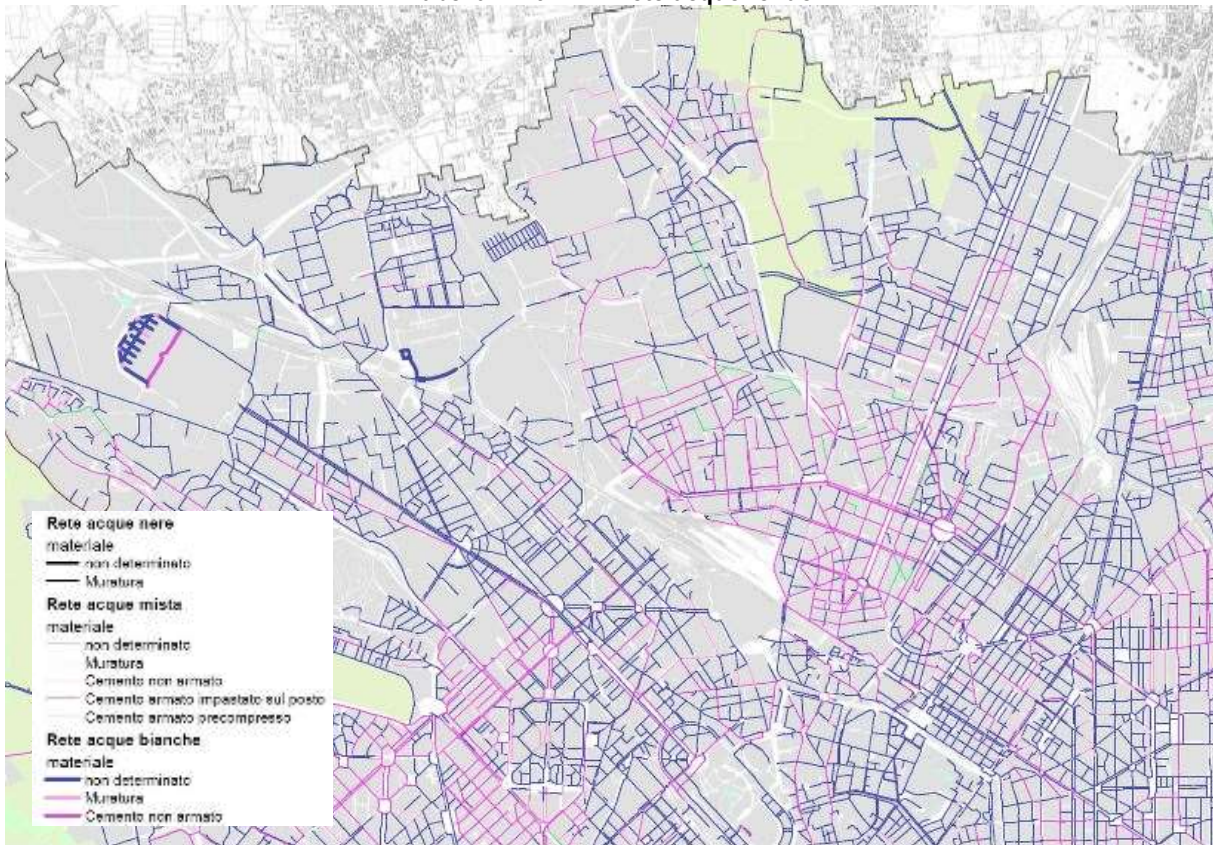 Rete acque nere
materiale
non determinato
Muratura
Rete acque mista
materiale
non determinato
Muratura
Cemento non armato
Cemento armato impastato sul posto
Cemento armato precompresso
Rete acque bianche
materiale
non determinato
Muratura
Cemento non armato